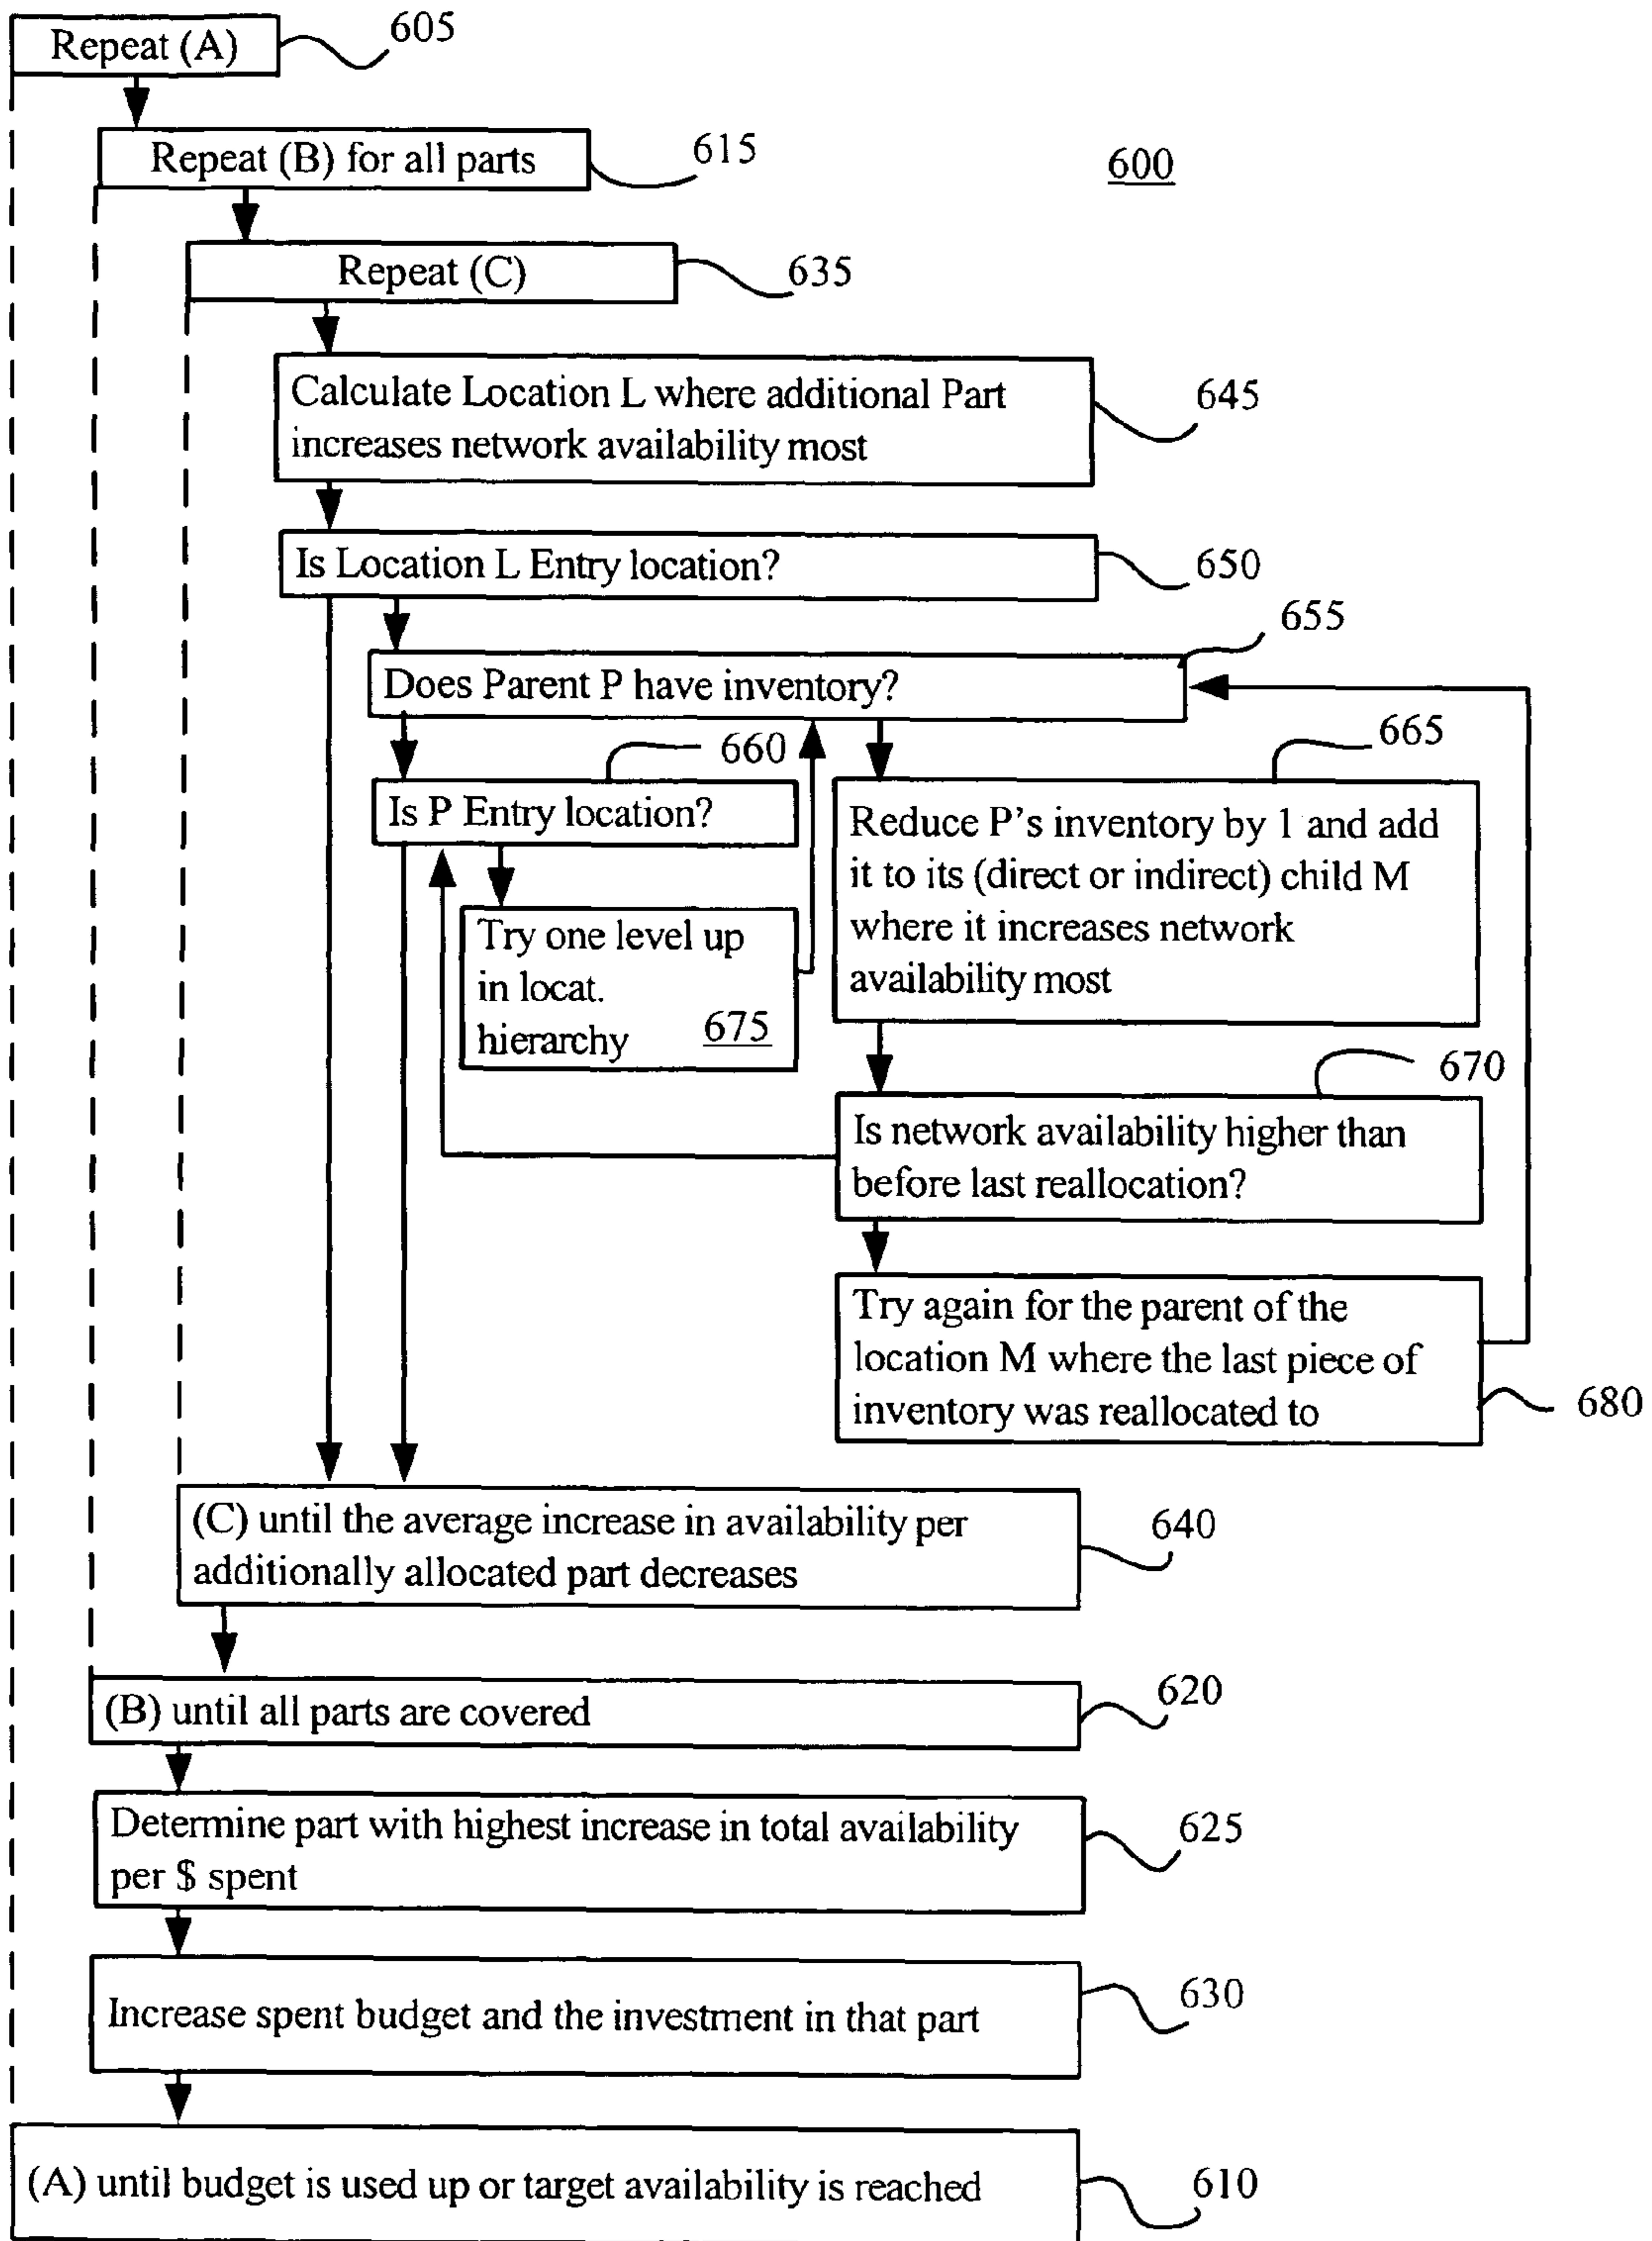 Repeat (A)
605
Repeat (B) for all parts
615
600
Repeat (C)
635
Calculate Location L where additional Part
increases network availability most
645
Is Location L Entry location?
650
655
Does Parent P have inventory?
660
665
Is P Entry location?
Reduce P's inventory by 1 and add
it to its (direct or indirect) child M
where it increases network
availability most
Try one level up
in locat.
hierarchy
675
670
Is network availability higher than
before last reallocation?
Try again for the parent of the
location M where the last piece of
inventory was reallocated to
680
(C) until the average increase in availability per
additionally allocated part decreases
640
(B) until all parts are covered
620
Determine part with highest increase in total availability
per $ spent
625
Increase spent budget and the investment in that part
630
(A) until budget is used up or target availability is reached
610